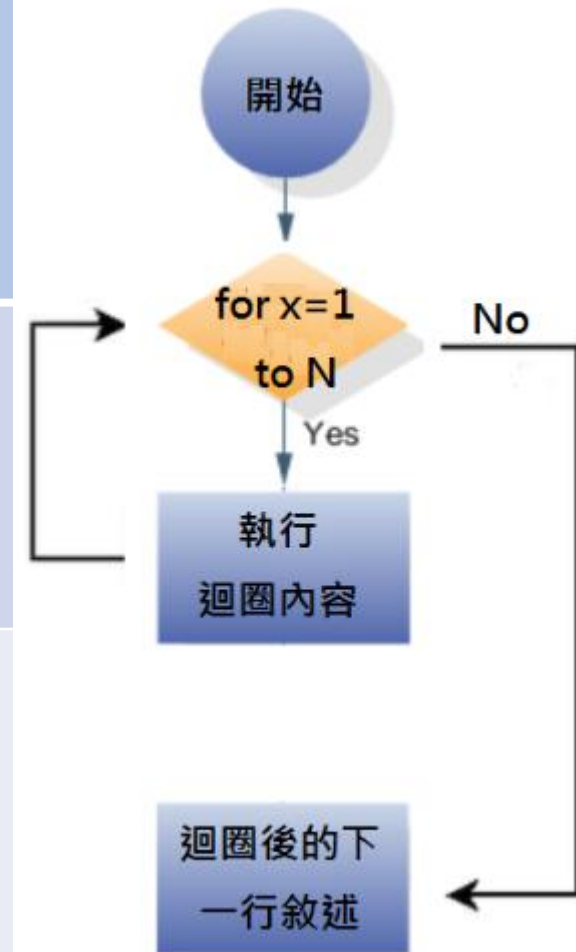 開始
for x=1
to N
No
Yes
執行
迴圈內容
迴圈後的下
一行敘述